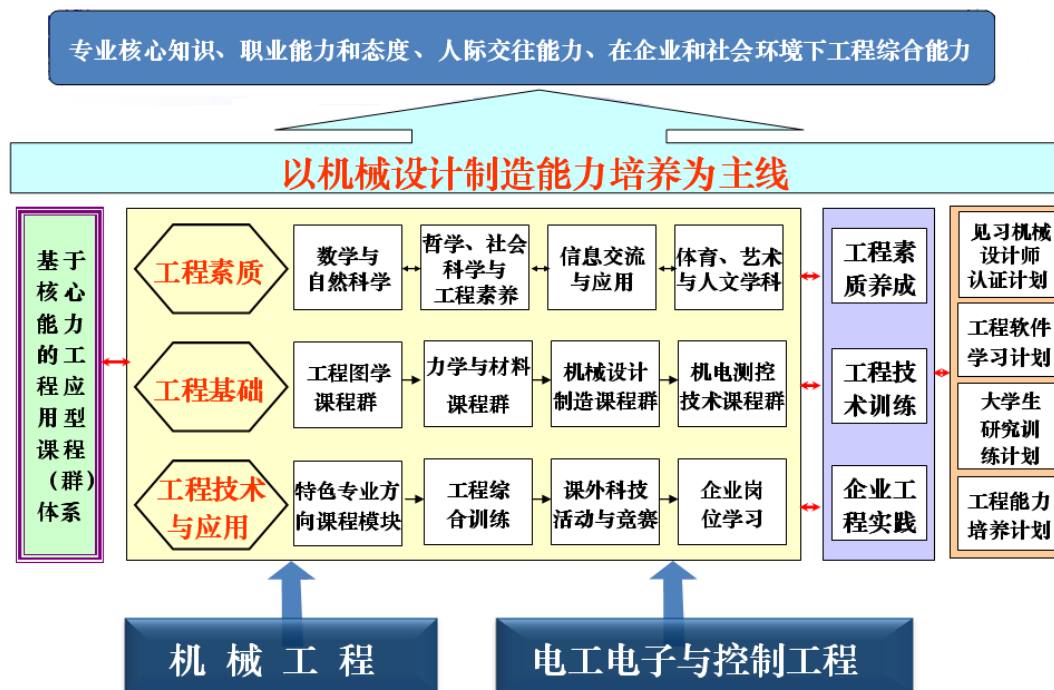 专业核心知识、职业能力和态度、人际交往能力、在企业和社会环境下工程综合能力
以机械设计制造能力培养为主线
基于
核心
能力
的工
程应
用型
课程
（群）
体系
工程素质
数学与
自然科学
哲学、社会
科学与
工程素养
信息交流
与应用
体育、艺术
与人文学科
工程基础
工程图学
课程群
力学与材料
课程群
机械设计
制造课程群
机电测控
技术课程群
工程技术
与应用
特色专业方
向课程模块
工程综
合训练
课外科技
活动与竞赛
企业岗
位学习
工程素
质养成
工程技
术训练
企业工
程实践
见习机械
设计师
认证计划
工程软件
学习计划
大学生
研究训
练计划
工程能力
培养计划
机械工程
电工电子与控制工程